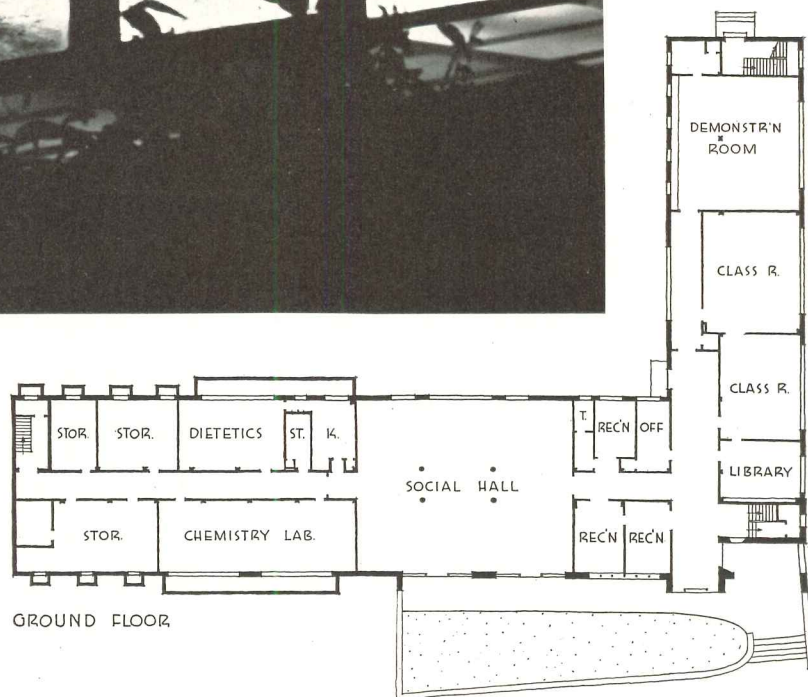 DEMONSTR'N
ROOM
CLASS R.
CLASS R.
LIBRARY
STOR.
STOR.
DIETETICS
ST.
K.
SOCIAL HALL
T.
REC'N
OFF
STOR.
CHEMISTRY LAB.
REC'N
REC'N
GROUND FLOOR